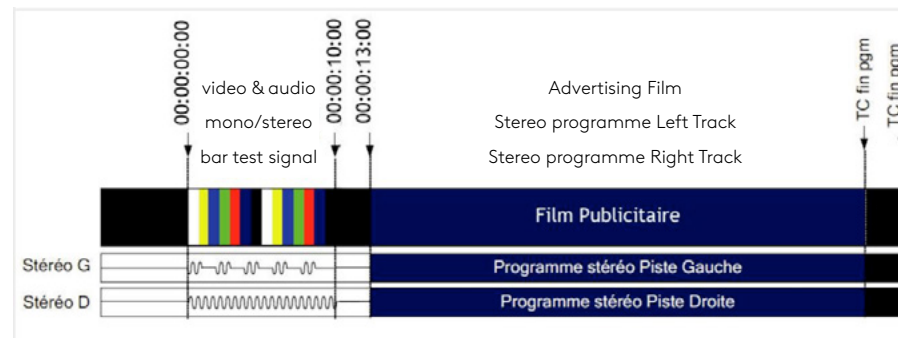 00:00:00:00
video & audio
mono/stereo
bar test signal
00:00:10:00
00:00:13:00
Advertising Film
Stereo programme Left Track
Stereo programme Right Track
TC fin pgm
TC fin pgm
Film Publicitaire
Stéréo G
Programme stéréo Piste Gauche
Stéréo D
Programme stéréo Piste Droite